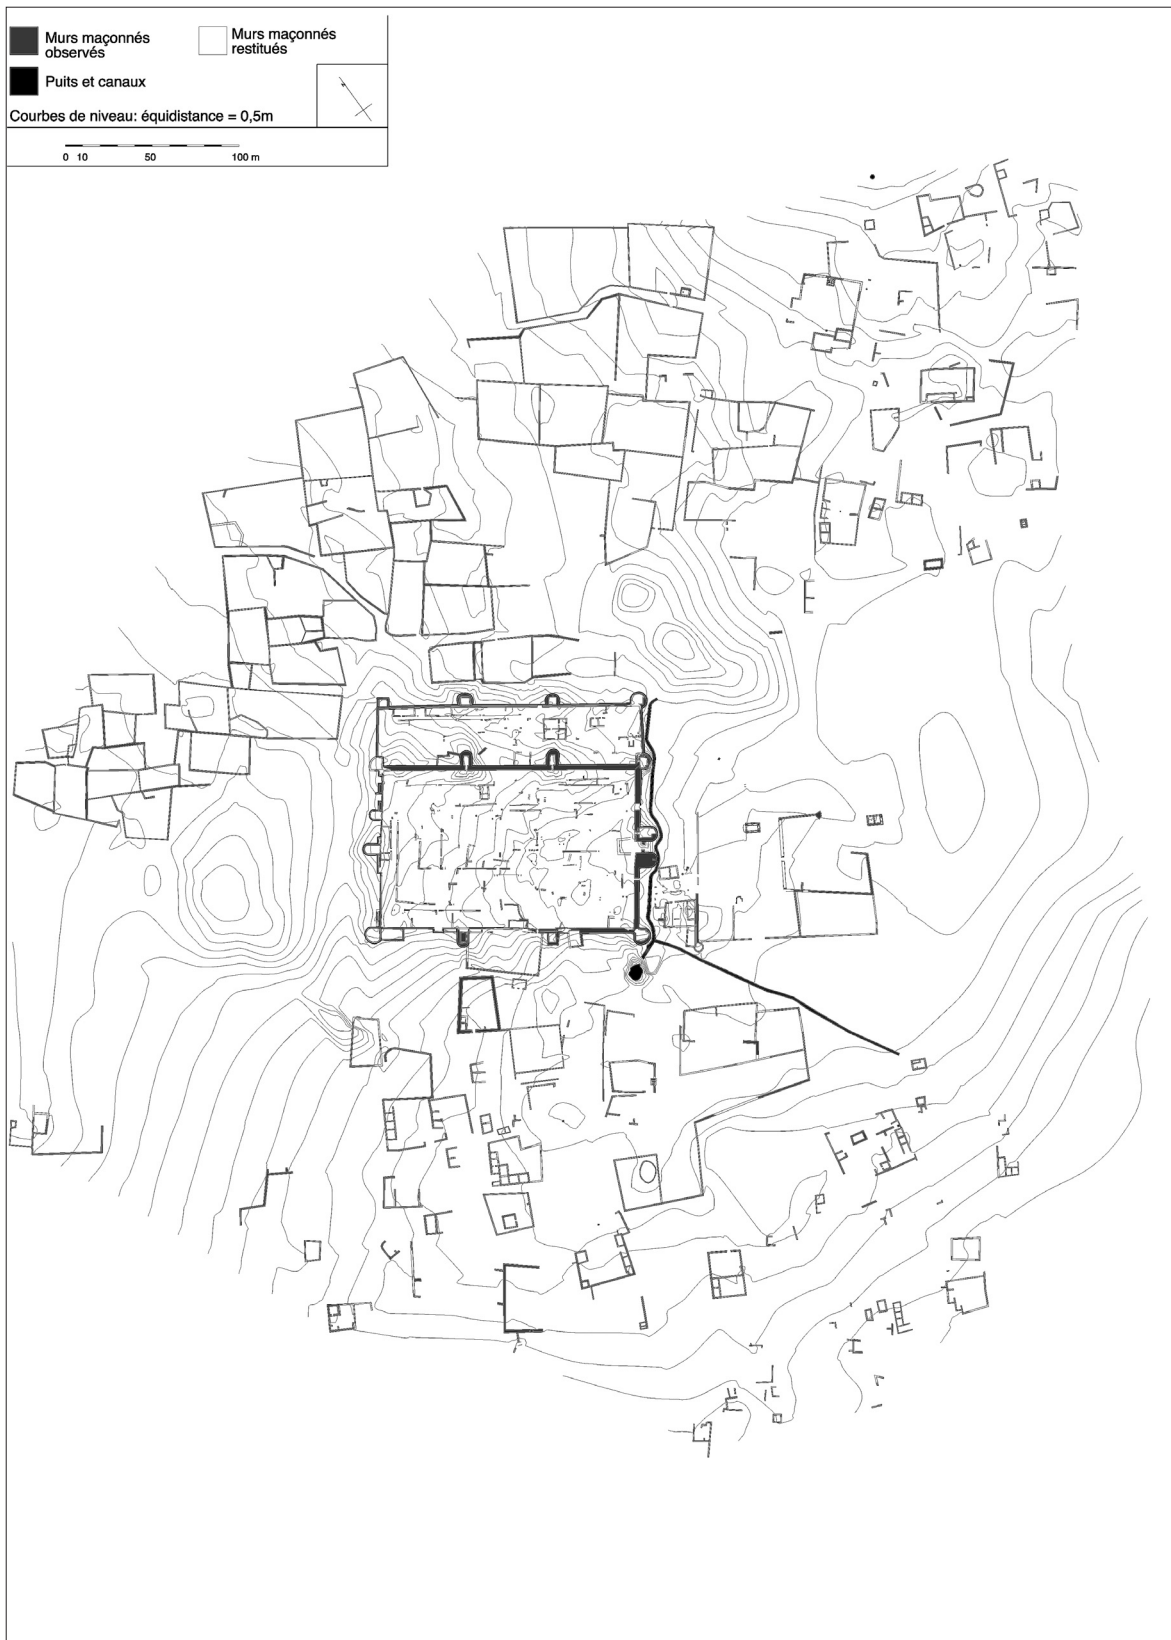 Murs maçonnés
observés
Murs maçonnés
restitués
Puits et canaux
Courbes de niveau: équidistance = 0,5m
0 10 50 100 m